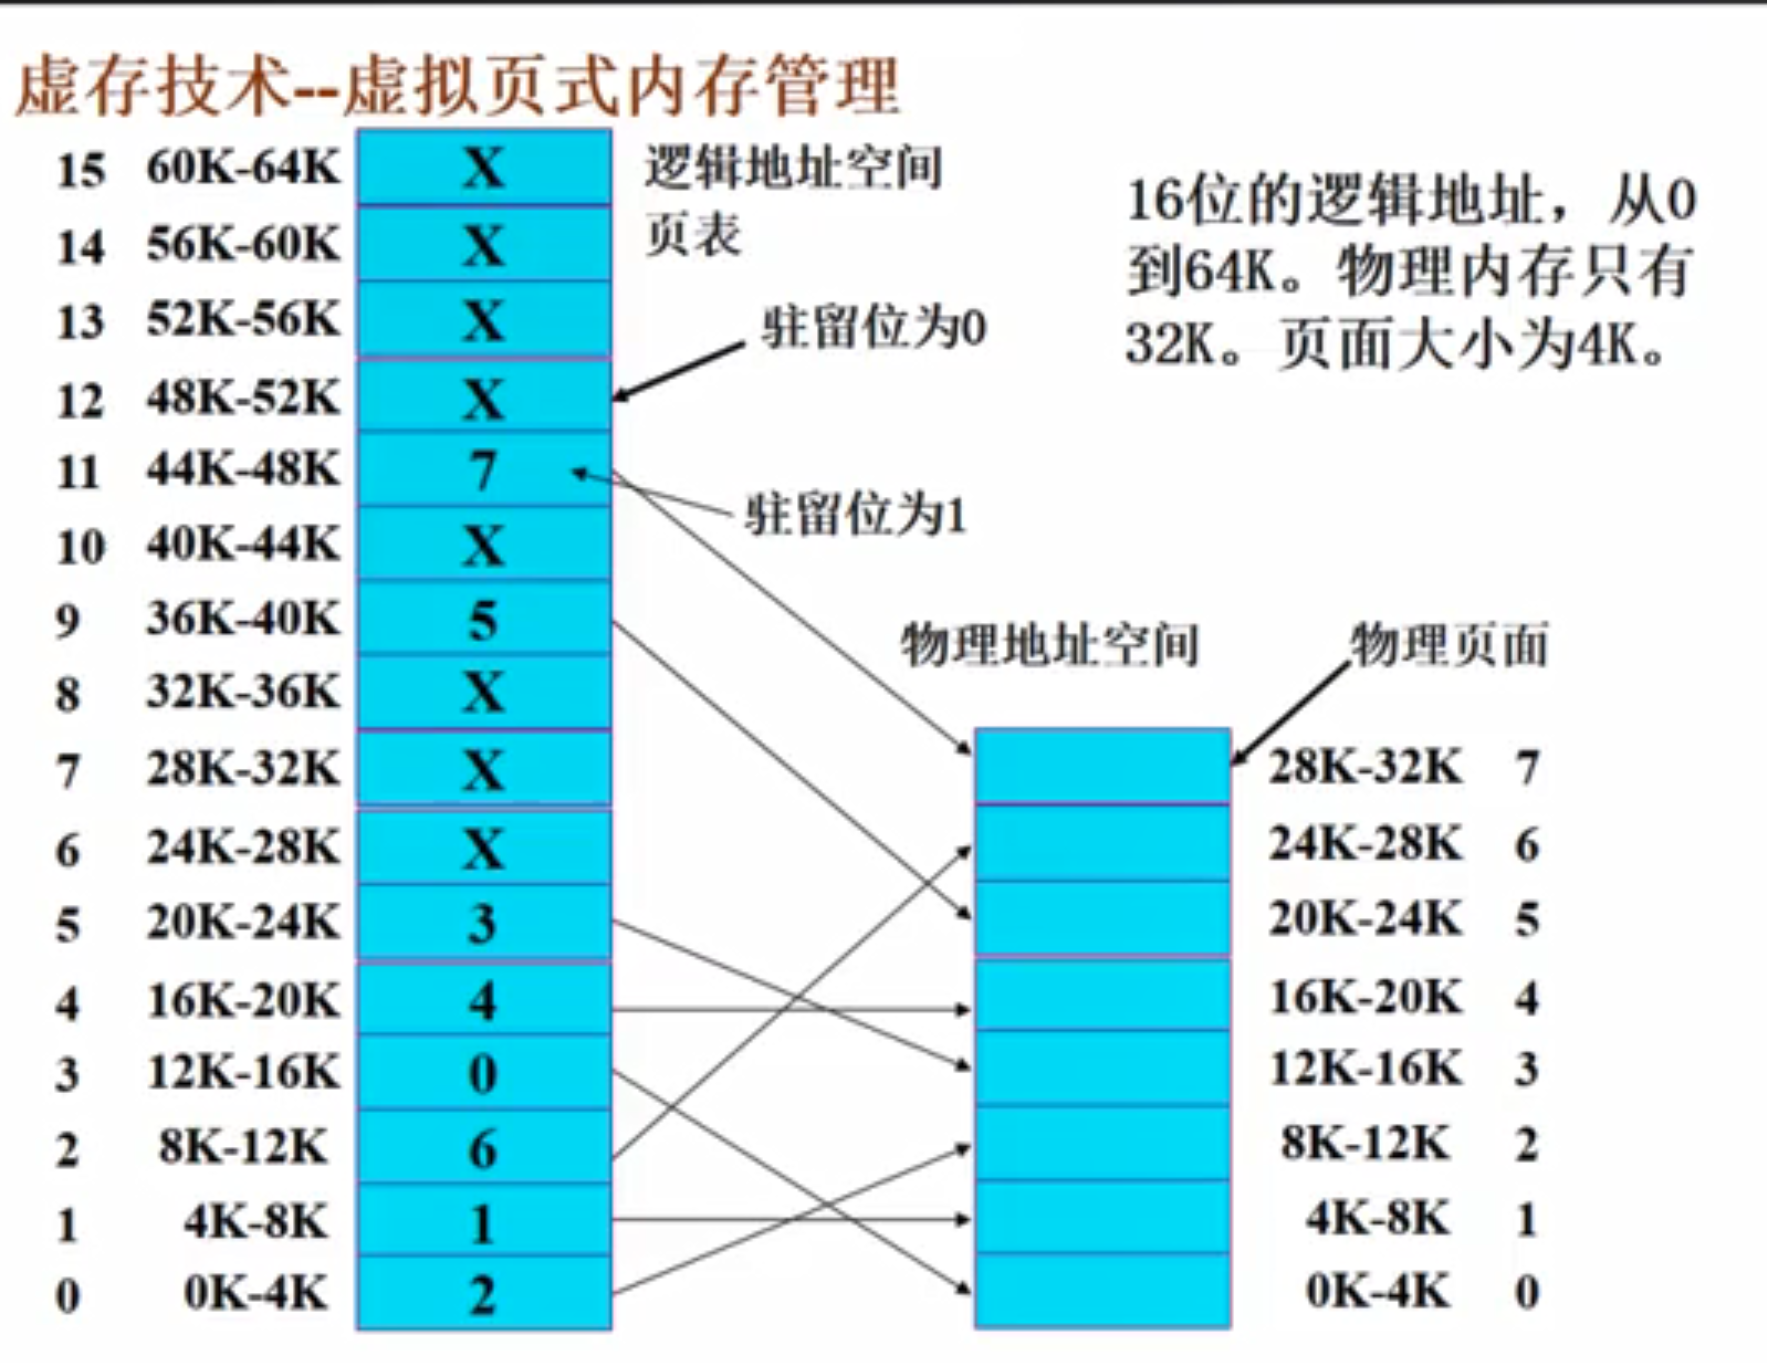 虚存技术--虚拟页式内存管理
15 60K-64K X
14 56K-60K X
13 52K-56K X
12 48K-52K X
11 44K-48K 7
10 40K-44K X
9 36K-40K 5
8 32K-36K X
7 28K-32K X
6 24K-28K X
5 20K-24K 3
4 16K-20K 4
3 12K-16K 0
2 8K-12K 6
1 4K-8K 1
0 0K-4K 2
逻辑地址空间
页表
驻留位为0
驻留位为1
16位的逻辑地址，从0
到64K。物理内存只有
32K。页面大小为4K。
物理地址空间
物理页面
28K-32K 7
24K-28K 6
20K-24K 5
16K-20K 4
12K-16K 3
8K-12K 2
4K-8K 1
0K-4K 0